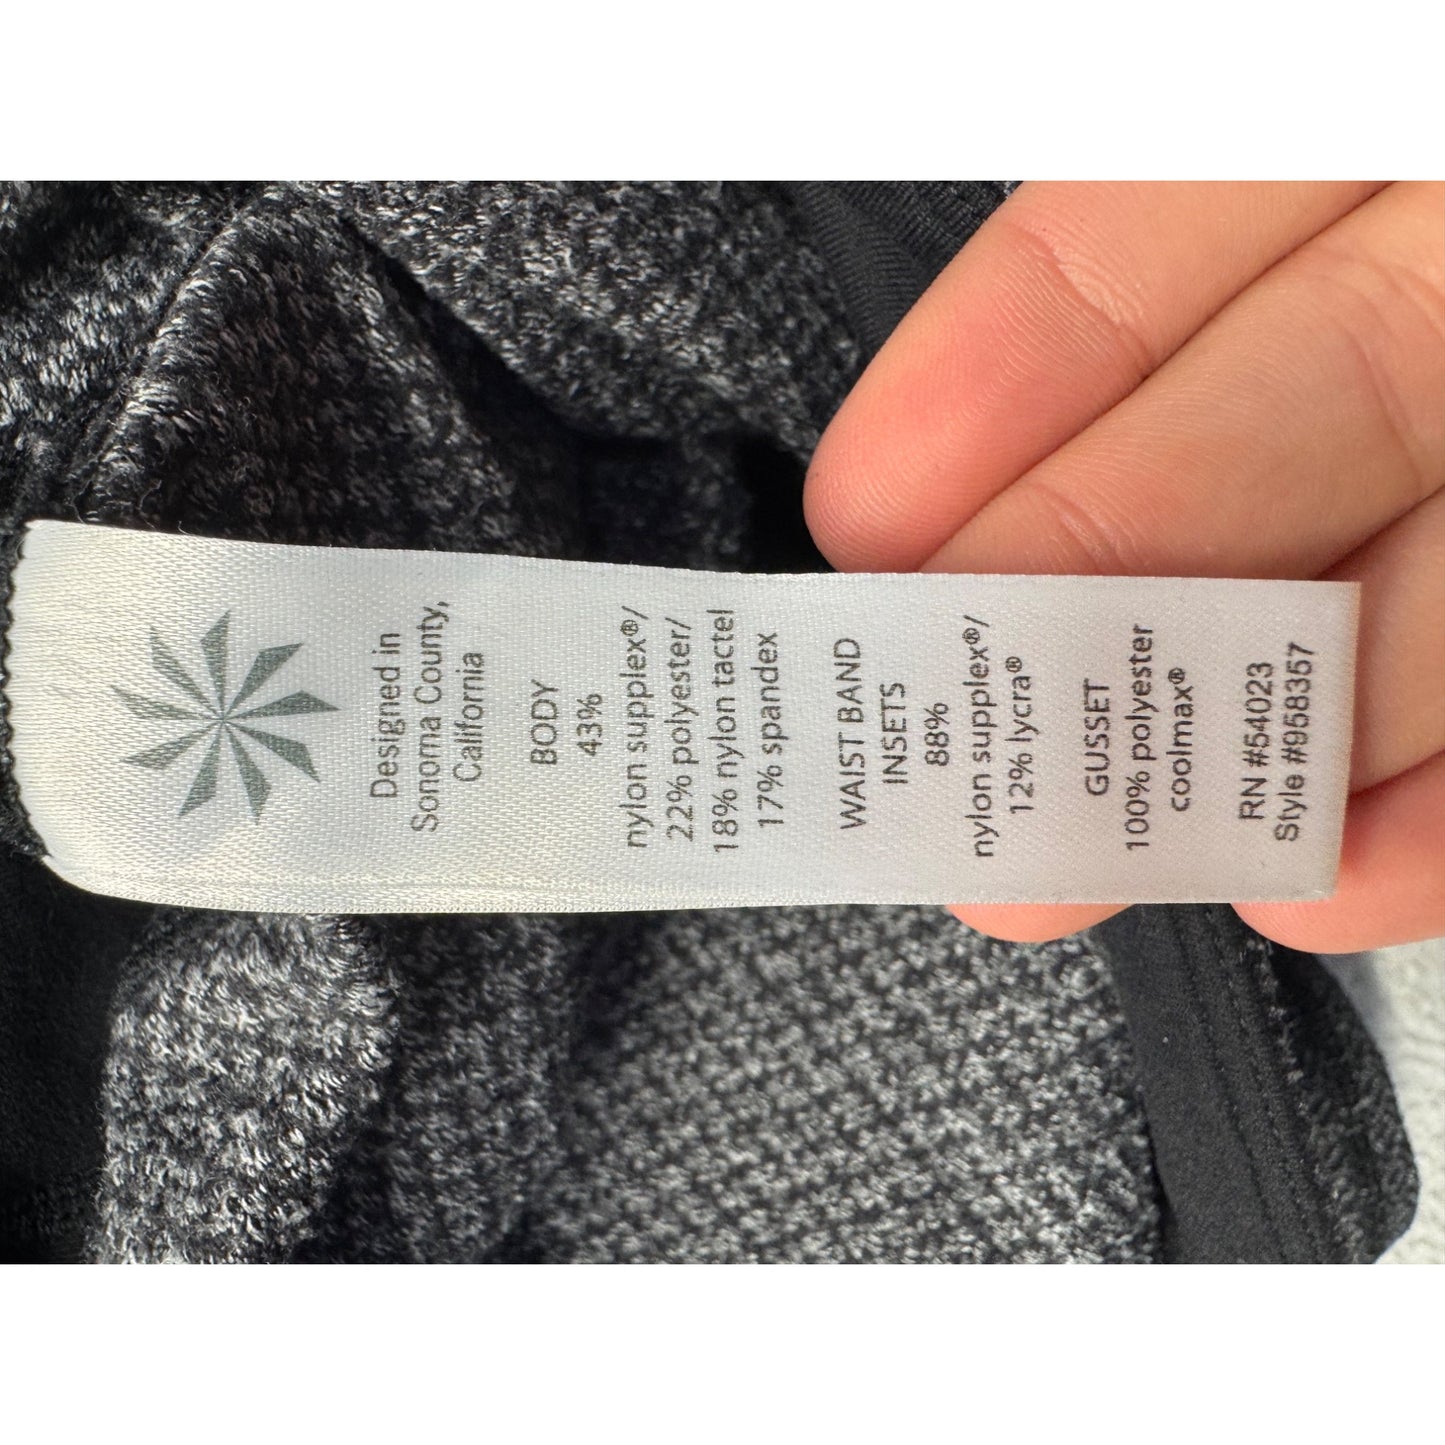 Designed in
Sonoma County,
California
BODY
43%
nylon supplex®/
22% polyester/
18% nylon tactel
17% spandex
WAIST BAND
INSETS
88%
nylon supplex®/
12% lycra®
GUSSET
100% polyester
coolmax®
RN #54023
Style #958357